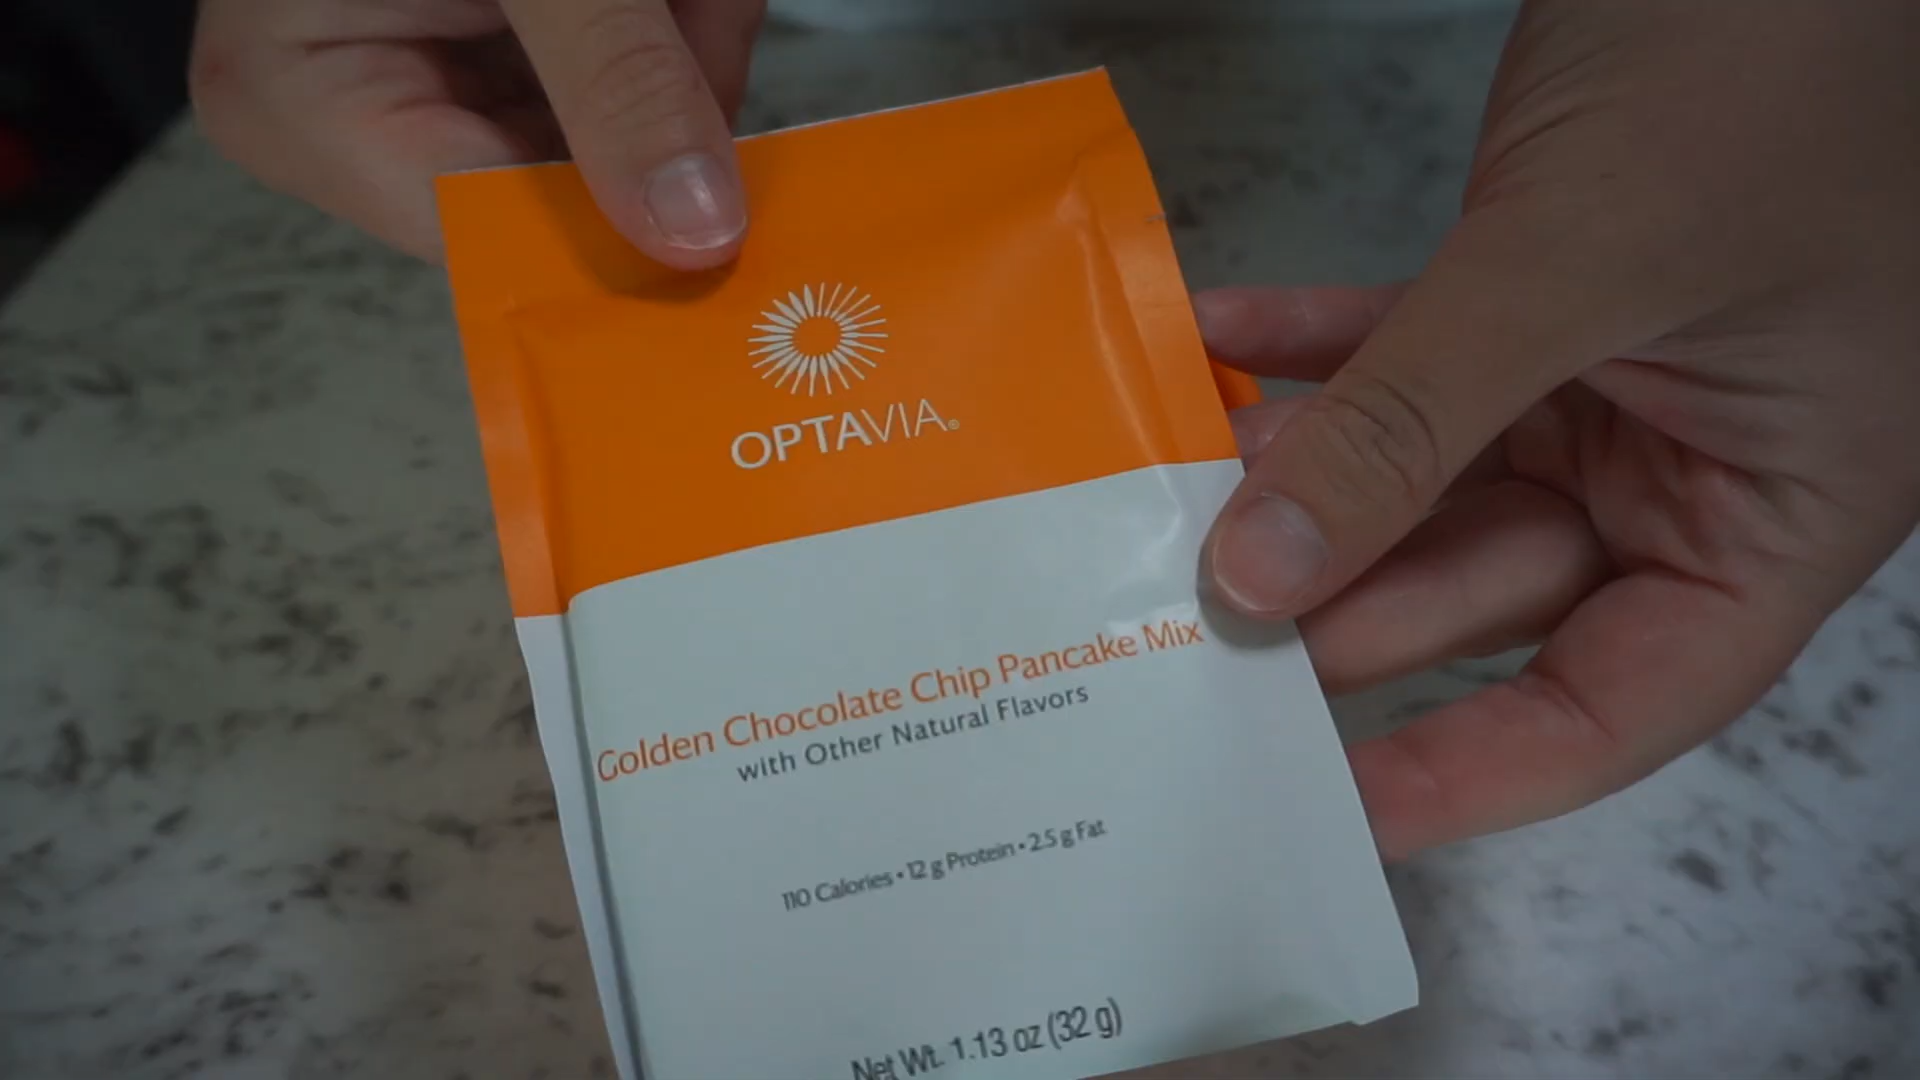 OPTAVIA®
Golden Chocolate Chip Pancake Mix
with Other Natural Flavors
110 Calories • 12 g Protein • 2.5 g Fat
Net Wt. 1.13 oz (32 g)